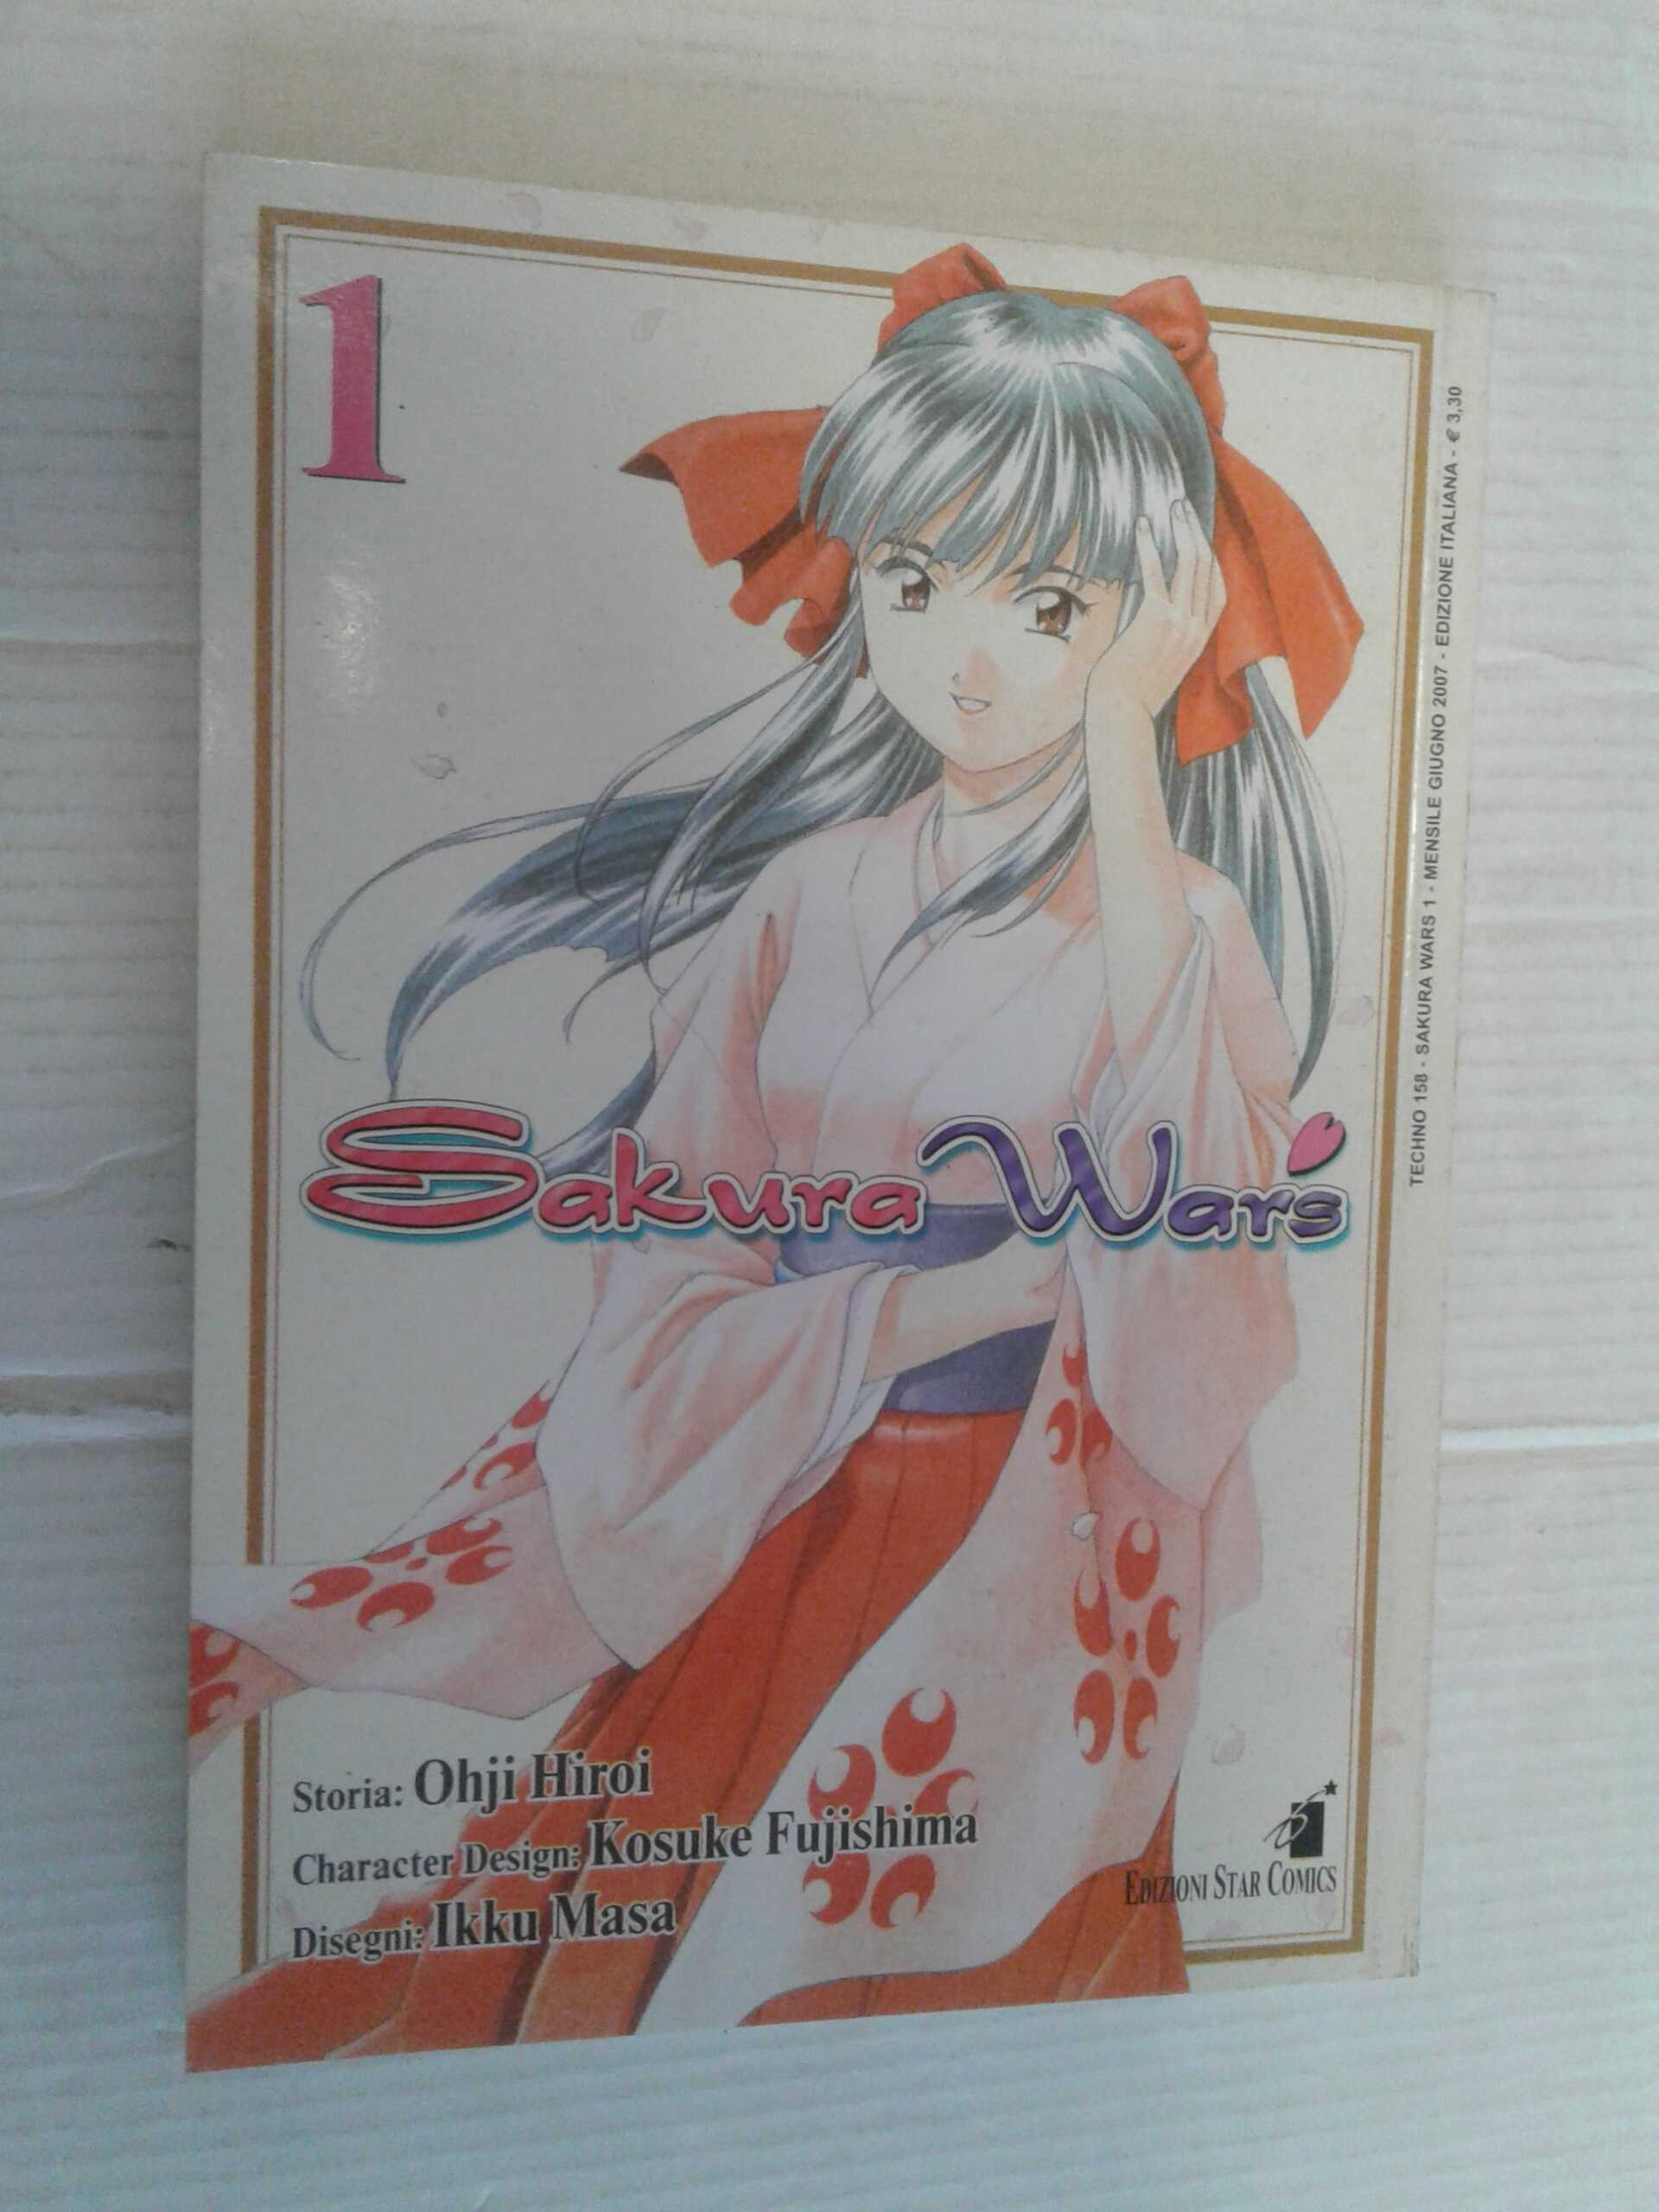 1
Sakura Wars
Storia: Ohji Hiroi
Character Design: Kosuke Fujishima
Disegni: Ikku Masa
EDIZIONI STAR COMICS
TECHNO 158 - SAKURA WARS 1 - MENSILE GIUGNO 2007 - EDIZIONE ITALIANA - € 3,30